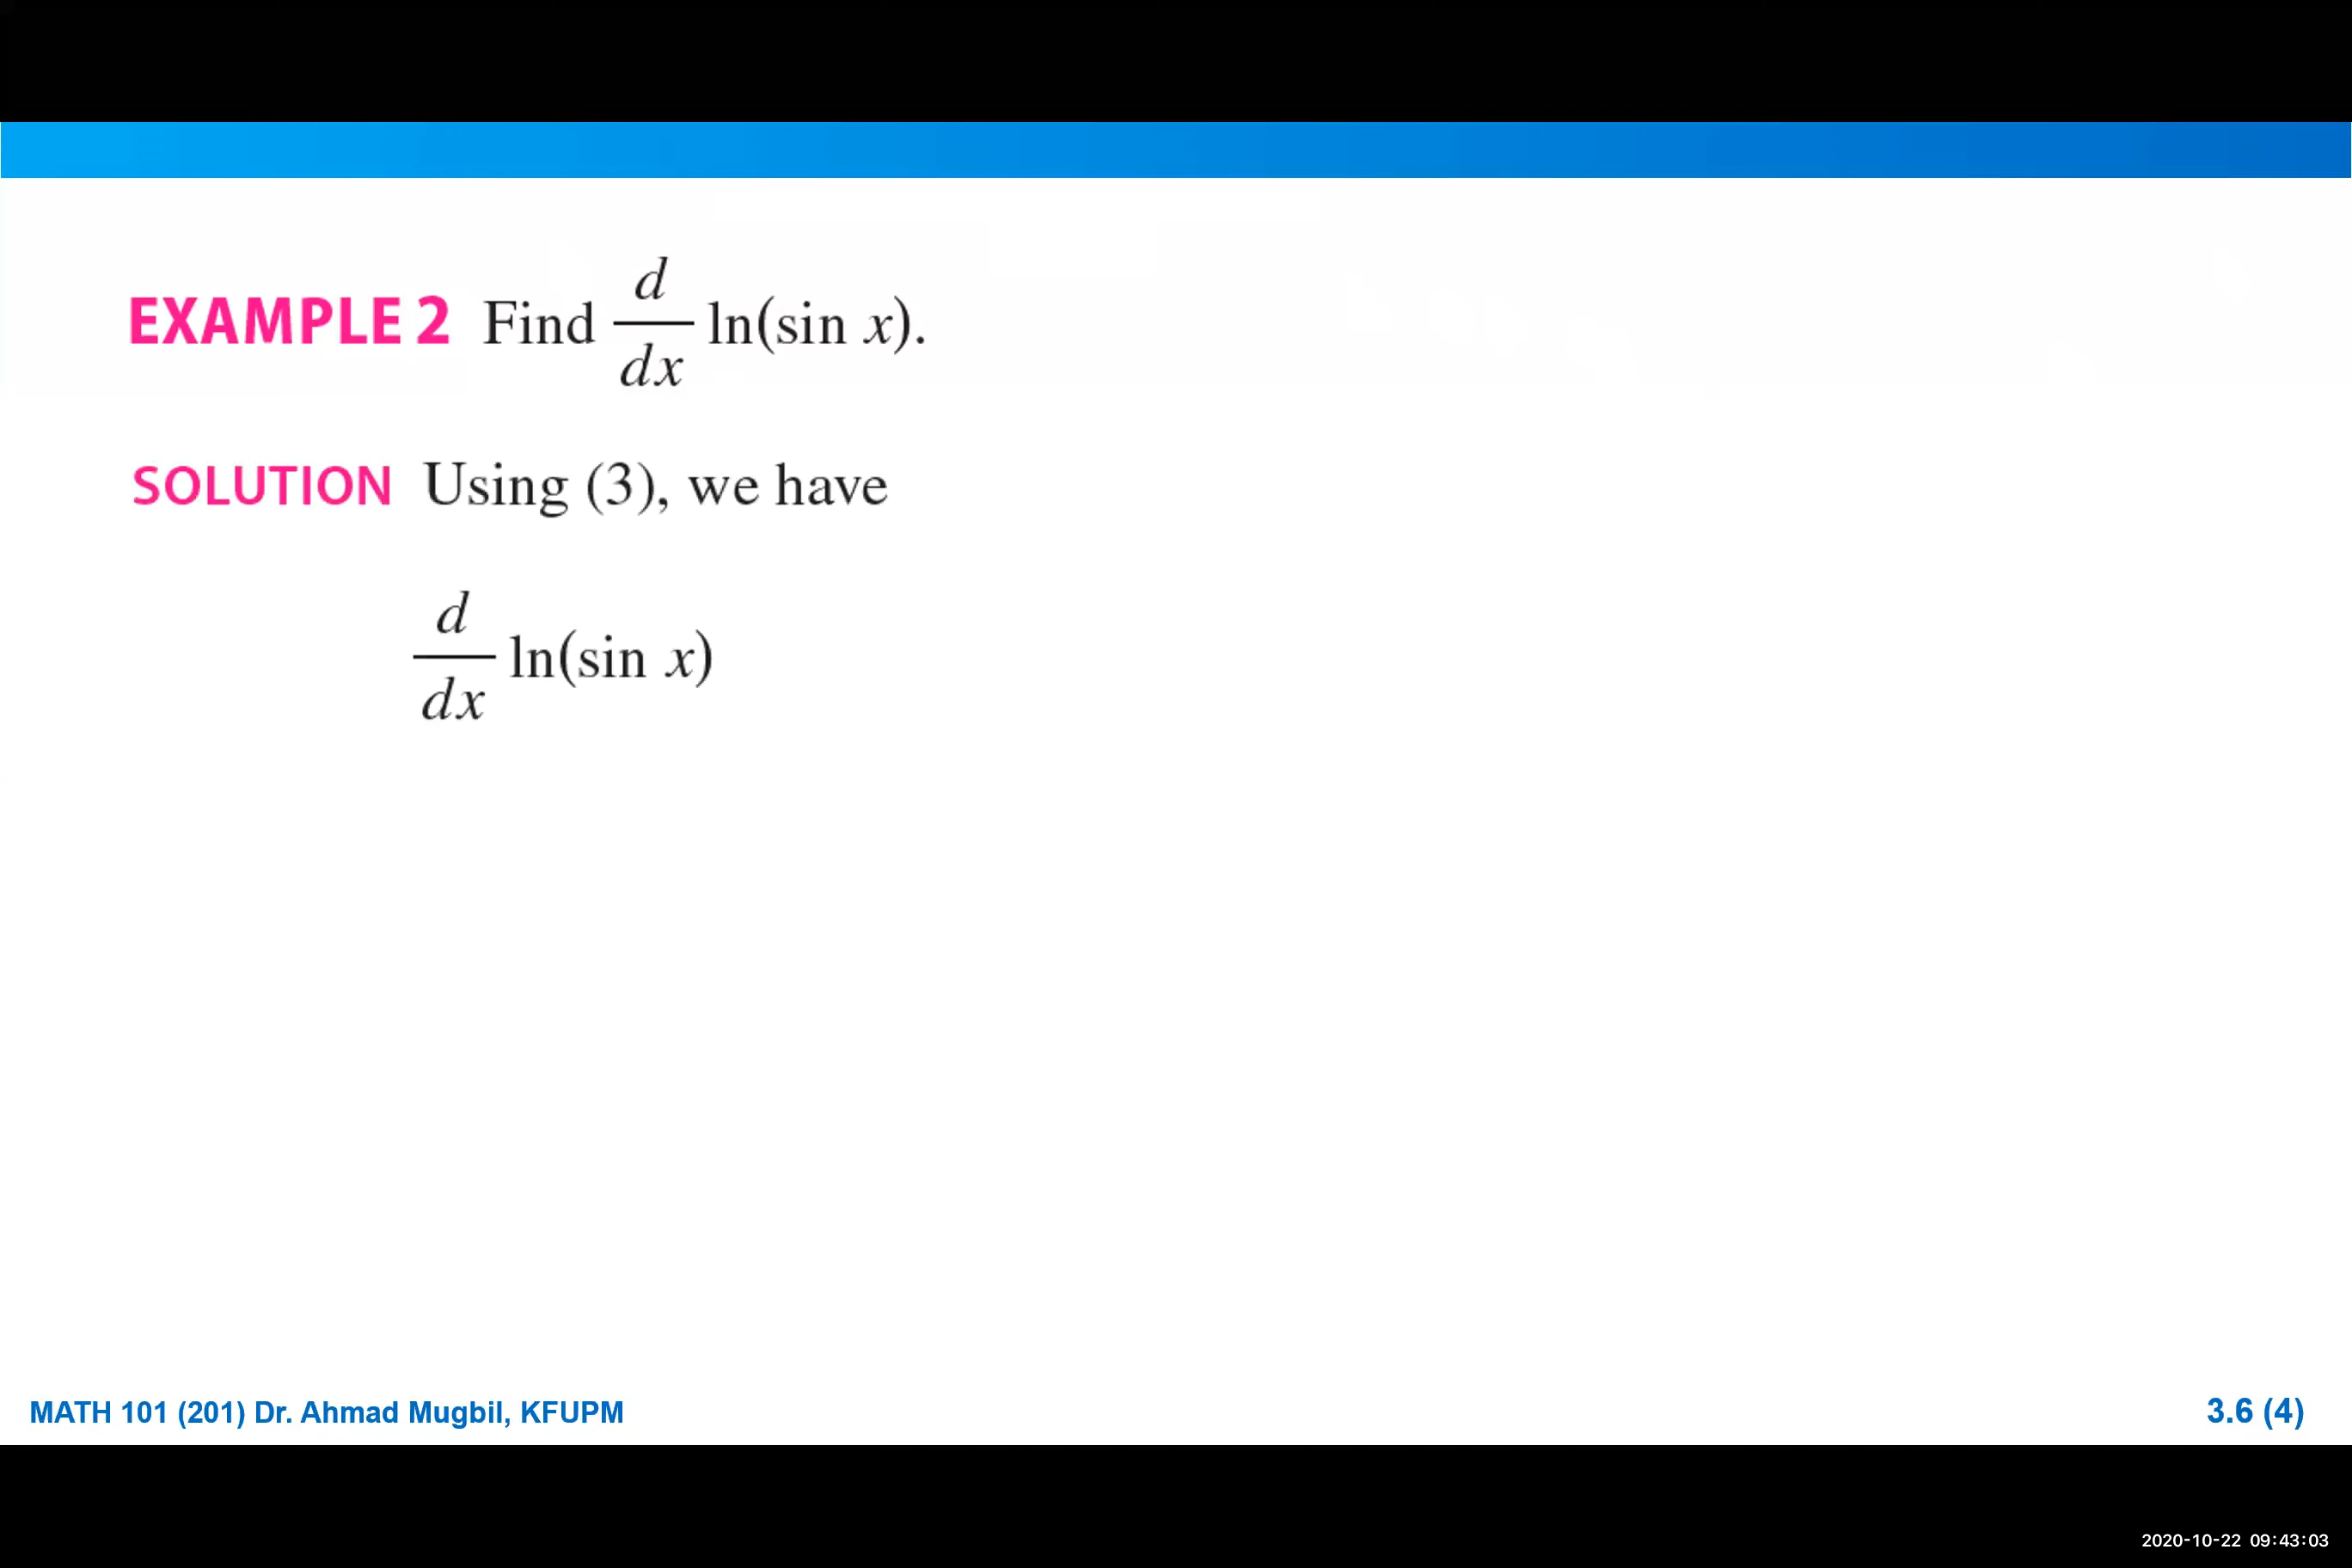 EXAMPLE 2 Find d/dx ln(sin x).
SOLUTION Using (3), we have
d/dx ln(sin x)
MATH 101 (201) Dr. Ahmad Mugbil, KFUPM
3.6 (4)
2020-10-22 09:43:03